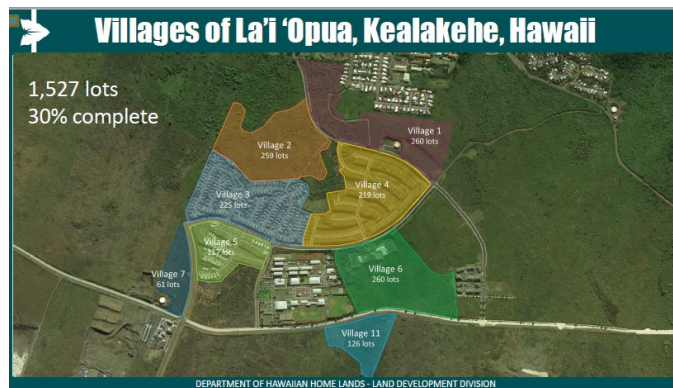 Villages of La'i ‘Opua, Kealakehe, Hawaii
1,527 lots
30% complete
Village 1
260 lots
Village 2
259 lots
Village 4
219 lots
Village 3
225 lots
Village 5
117 lots
Village 6
260 lots
Village 7
61 lots
Village 11
126 lots
DEPARTMENT OF HAWAIIAN HOME LANDS - LAND DEVELOPMENT DIVISION